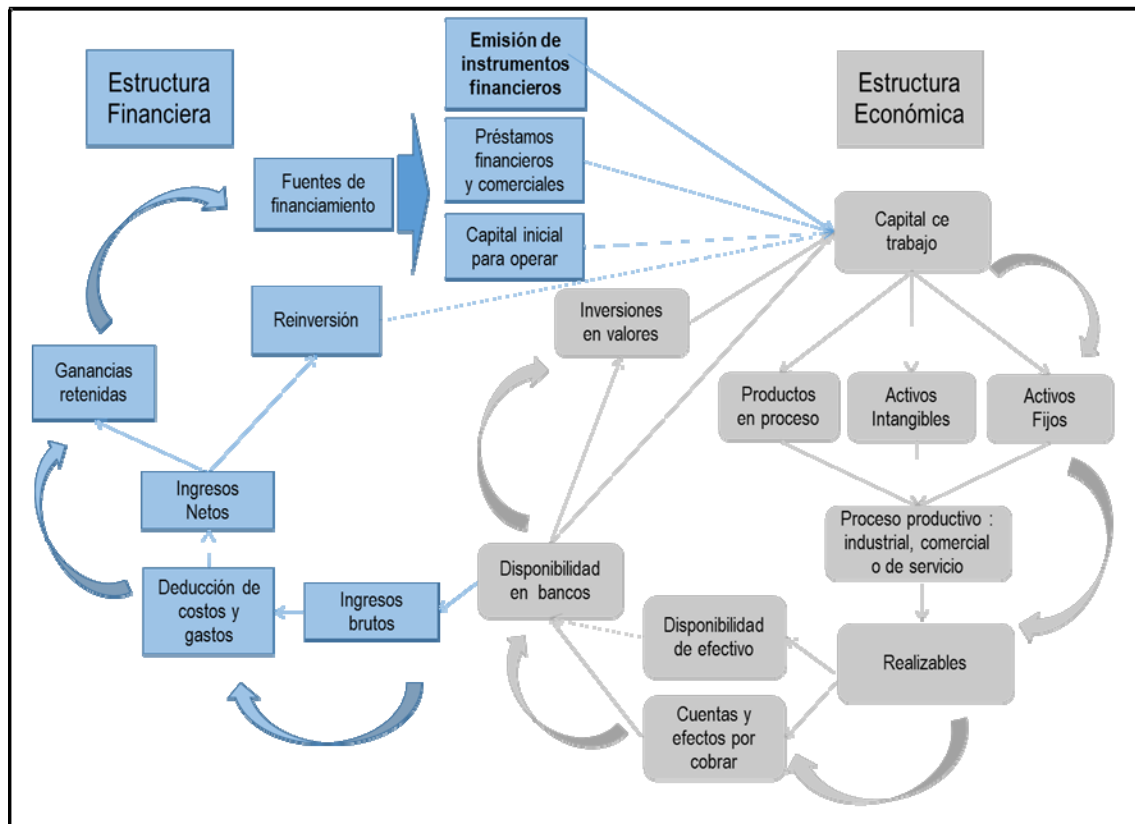 Estructura
Financiera
Emisión de
instrumentos
financieros
Estructura
Económica
Préstamos
financieros
y comerciales
Fuentes de
financiamiento
Capital inicial
para operar
Capital ce
trabajo
Reinversión
Inversiones
en valores
Ganancias
retenidas
Productos
en proceso
Activos
Intangibles
Activos
Fijos
Ingresos
Netos
Proceso productivo :
industrial, comercial
o de servicio
Disponibilidad
en bancos
Deducción de
costos y
gastos
Ingresos
brutos
Disponibilidad
de efectivo
Realizables
Cuentas y
efectos por
cobrar